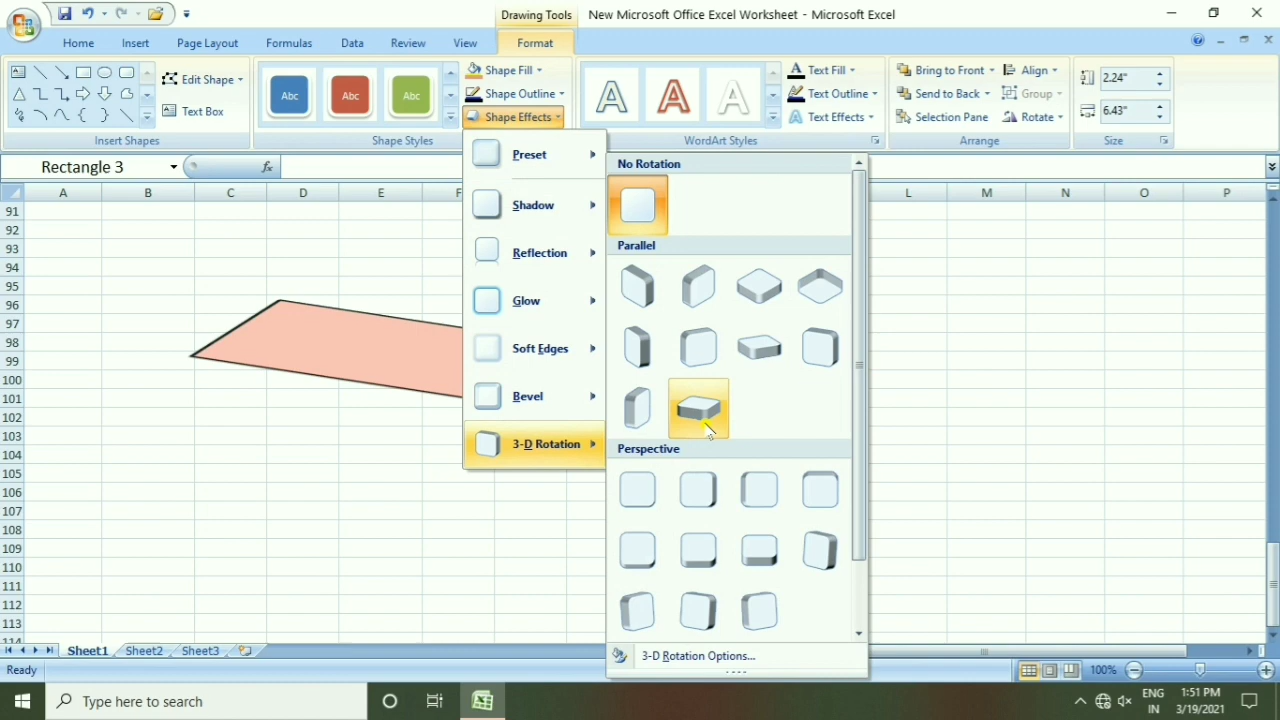 Drawing Tools New Microsoft Office Excel Worksheet - Microsoft Excel
Home Insert Page Layout Formulas Data Review View Format
Edit Shape
Text Box
Insert Shapes
Abc Abc Abc
Shape Styles
Shape Fill
Shape Outline
Shape Effects
A A A
WordArt Styles
Text Fill
Text Outline
Text Effects
Bring to Front
Send to Back
Selection Pane
Align
Group
Rotate
Arrange
2.24"
6.43"
Size
Rectangle 3 fx
A B C D E F L M N O P
91
92
93
94
95
96
97
98
99
100
101
102
103
104
105
106
107
108
109
110
111
112
113
114
Preset
Shadow
Reflection
Glow
Soft Edges
Bevel
3-D Rotation
No Rotation
Parallel
Perspective
3-D Rotation Options...
Sheet1 Sheet2 Sheet3
Ready 100%
Type here to search
ENG
IN
1:51 PM
3/19/2021